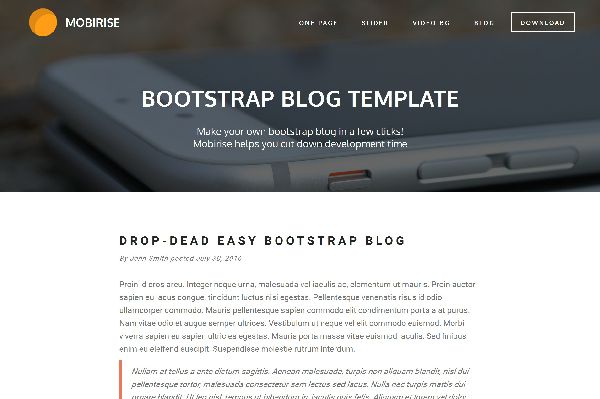 MOBIRISE
ONE PAGE
SLIDER
VIDEO BG
BLOG
DOWNLOAD
BOOTSTRAP BLOG TEMPLATE
Make your own bootstrap blog in a few clicks!
Mobirise helps you cut down development time
DROP-DEAD EASY BOOTSTRAP BLOG
By John Smith posted July 30, 2016
Proin id eros areu. Integer neque urna, malesuada vel iaculis ac, elementum ut mauris. Proin auctor
sapien eu lacus congue, tincidunt luctus nisi egestas. Pellentesque venenatis risus id odio
ullamcorper commodo. Mauris pellentesque sapien commodo elit condimentum porta a at purus.
Nam vitae odio et augue semper ultrices. Vestibulum ut neque vel elit commodo euismod. Morbi
viverra sapien eu sapien ultricies egestas. Mauris porta massa vitae euismod iaculis. Sed finibus
enim eu eleifend suscipit. Suspendisse molestie rutrum interdum.
Nullam at tellus a ante dictum sagittis. Aenean malesuada, turpis non aliquam blandit, nisl dui
pellentesque tortor, malesuada consectetur sem lectus sed lacus. Nulla nec turpis mattis dui